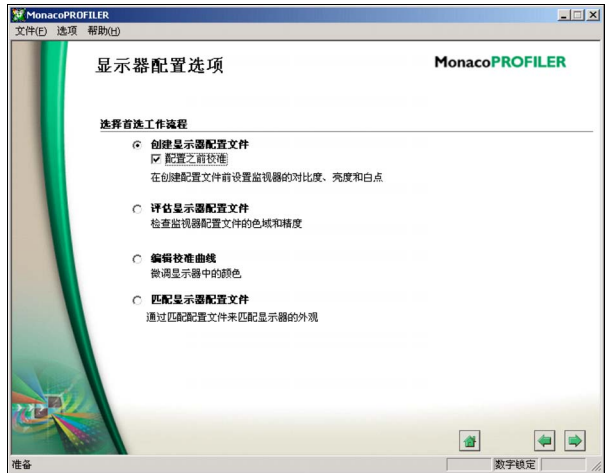 MonacoPROFILER
文件(F) 选项 帮助(H)
显示器配置选项
MonacoPROFILER
选择首选工作流程
创建显示器配置文件
配置之前校准
在创建配置文件前设置监视器的对比度、亮度和白点
评估显示器配置文件
检查监视器配置文件的色域和精度
编辑校准曲线
微调显示器中的颜色
匹配显示器配置文件
通过匹配配置文件来匹配显示器的外观
准备
数字锁定